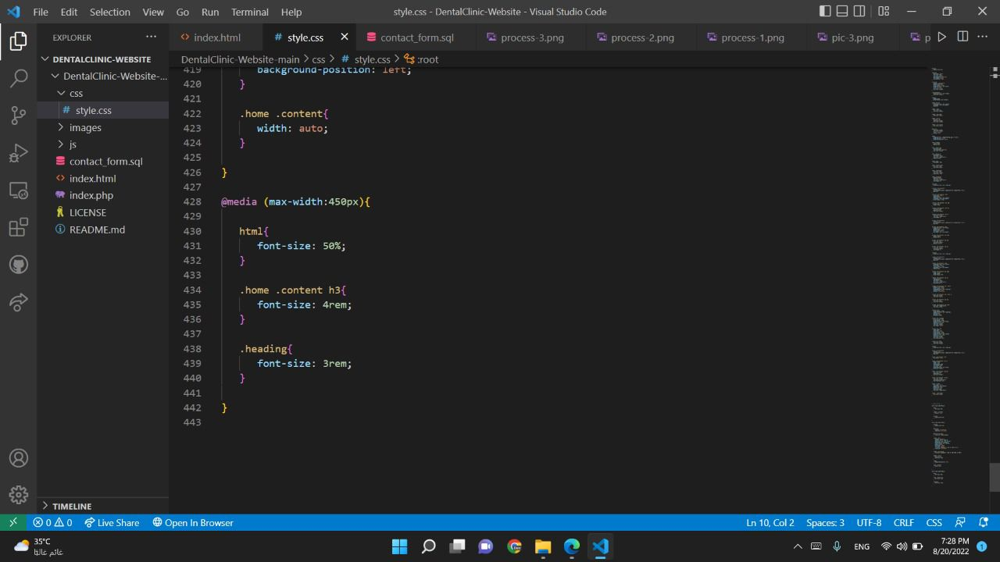 File Edit Selection View Go Run Terminal Help
style.css - DentalClinic-Website - Visual Studio Code
EXPLORER
index.html
style.css
contact_form.sql
process-3.png
process-2.png
process-1.png
pic-3.png
p
DENTALCLINIC-WEBSITE
DentalClinic-Website-...
css
style.css
images
js
contact_form.sql
index.html
index.php
LICENSE
README.md
TIMELINE
DentalClinic-Website-main > css > # style.css > :root
419 background-position: left;
420 }
421
422 .home .content{
423 width: auto;
424 }
425
426 }
427
428 @media (max-width:450px){
429
430 html{
431 font-size: 50%;
432 }
433
434 .home .content h3{
435 font-size: 4rem;
436 }
437
438 .heading{
439 font-size: 3rem;
440 }
441
442 }
443
0 0 Live Share Open In Browser
Ln 10, Col 2 Spaces: 3 UTF-8 CRLF CSS
35°C
غائم غالبًا
ENG
7:28 PM
8/20/2022
1